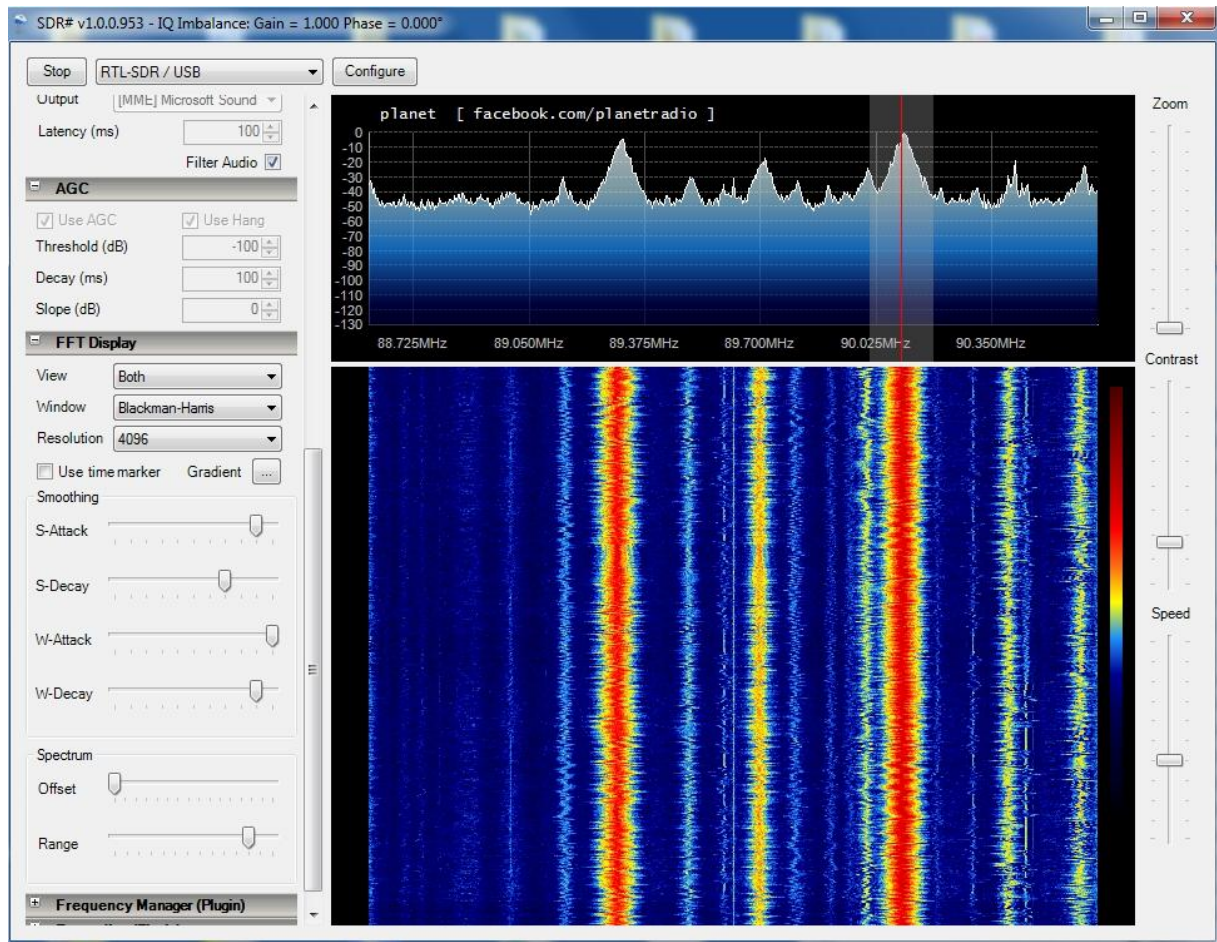 SDR# v1.0.0.953 - IQ Imbalance: Gain = 1.000 Phase = 0.000°
Stop
RTL-SDR / USB
Configure
Output
[MME] Microsoft Sound
Latency (ms)
100
Filter Audio
AGC
Use AGC
Use Hang
Threshold (dB)
-100
Decay (ms)
100
Slope (dB)
0
FFT Display
View
Both
Window
Blackman-Harris
Resolution
4096
Use time marker
Gradient
...
Smoothing
S-Attack
S-Decay
W-Attack
W-Decay
Spectrum
Offset
Range
Frequency Manager (Plugin)
planet [ facebook.com/planetradio ]
0
-10
-20
-30
-40
-50
-60
-70
-80
-90
-100
-110
-120
-130
88.725MHz 89.050MHz 89.375MHz 89.700MHz 90.025MHz 90.350MHz
Zoom
Contrast
Speed